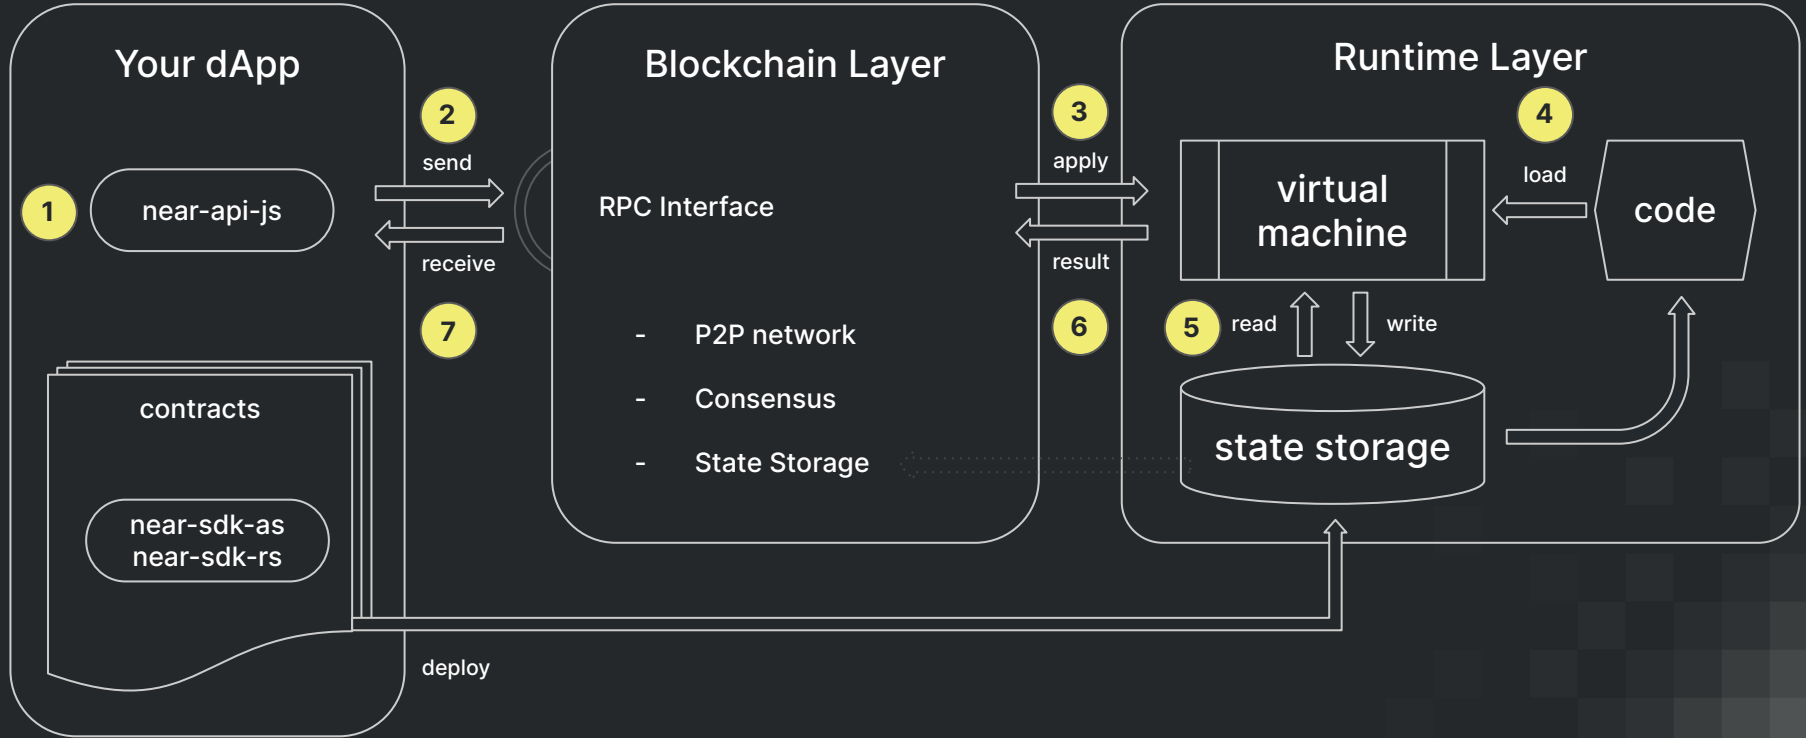 Your dApp
1
near-api-js
contracts
near-sdk-as
near-sdk-rs
2
send
receive
7
deploy
Blockchain Layer
RPC Interface
- P2P network
- Consensus
- State Storage
3
apply
result
6
Runtime Layer
4
load
virtual
machine
code
5
read
write
state storage